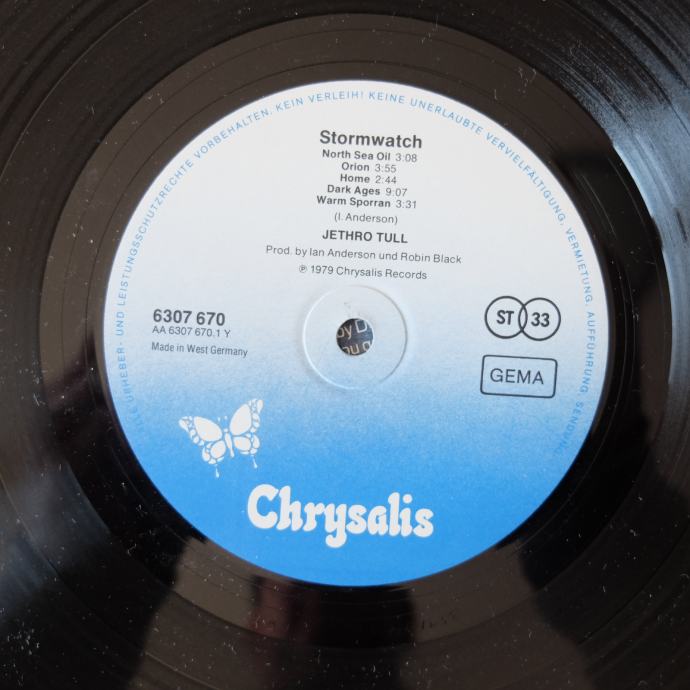 ALLE URHEBER- UND LEISTUNGSSCHUTZRECHTE VORBEHALTEN. KEIN VERLEIH! KEINE UNERLAUBTE VERVIELFÄLTIGUNG, VERMIETUNG, AUFFÜHRUNG, SENDUNG.
Stormwatch
North Sea Oil 3:08
Orion 3:55
Home 2:44
Dark Ages 9:07
Warm Sporran 3:31
(I. Anderson)
JETHRO TULL
Prod. by Ian Anderson und Robin Black
℗ 1979 Chrysalis Records
6307 670
AA 6307 670.1 Y
Made in West Germany
ST 33
GEMA
by D
Chrysalis